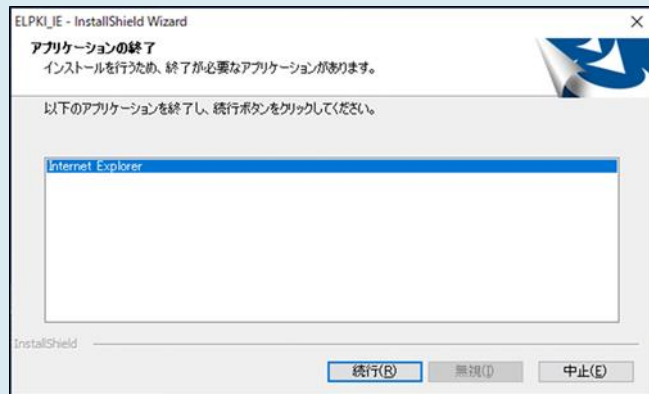 ELPKI_IE - InstallShield Wizard
アプリケーションの終了
インストールを行うため、終了が必要なアプリケーションがあります。
以下のアプリケーションを終了し、続行ボタンをクリックしてください。
Internet Explorer
InstallShield
続行(R)
無視(I)
中止(E)